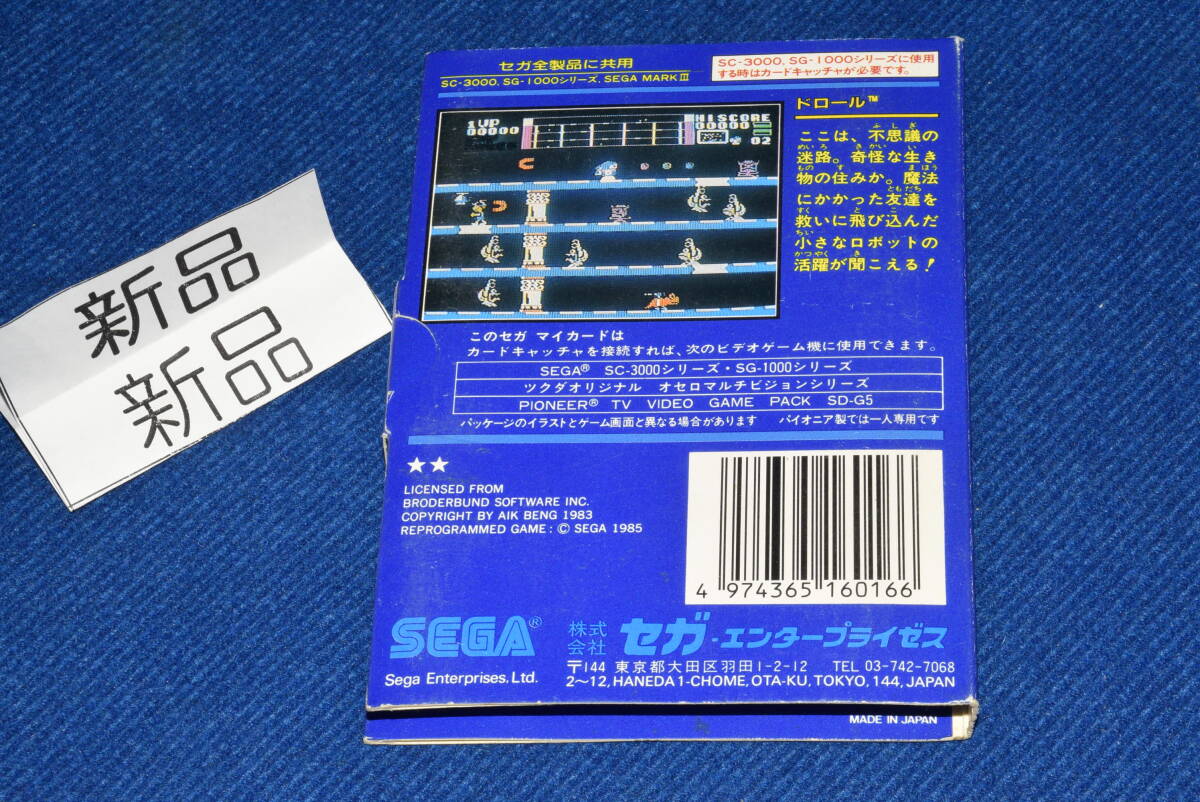 新品
新品
セガ全製品に共用
SC-3000, SG-1000シリーズ, SEGA MARK III
SC-3000, SG-1000シリーズに使用
する時はカードキャッチャが必要です。
1UP
00000
HISCORE
00000
02
ドロール™
ここは、不思議の
迷路。奇怪な生き
物の住みか。魔法
にかかった友達を
救いに飛び込んだ
小さなロボットの
活躍が聞こえる!
このセガ マイカードは
カードキャッチャを接続すれば、次のビデオゲーム機に使用できます。
SEGA® SC-3000シリーズ・SG-1000シリーズ
ツクダオリジナル オセロマルチビジョンシリーズ
PIONEER® TV VIDEO GAME PACK SD-G5
パッケージのイラストとゲーム画面と異なる場合があります パイオニア製では一人専用です
★★
LICENSED FROM
BRODERBUND SOFTWARE INC.
COPYRIGHT BY AIK BENG 1983
REPROGRAMMED GAME: © SEGA 1985
4 974365 160166
SEGA®
Sega Enterprises, Ltd.
株式会社 セガ・エンタープライゼス
〒144 東京都大田区羽田1-2-12 TEL 03-742-7068
2~12, HANEDA 1-CHOME, OTA-KU, TOKYO, 144, JAPAN
MADE IN JAPAN